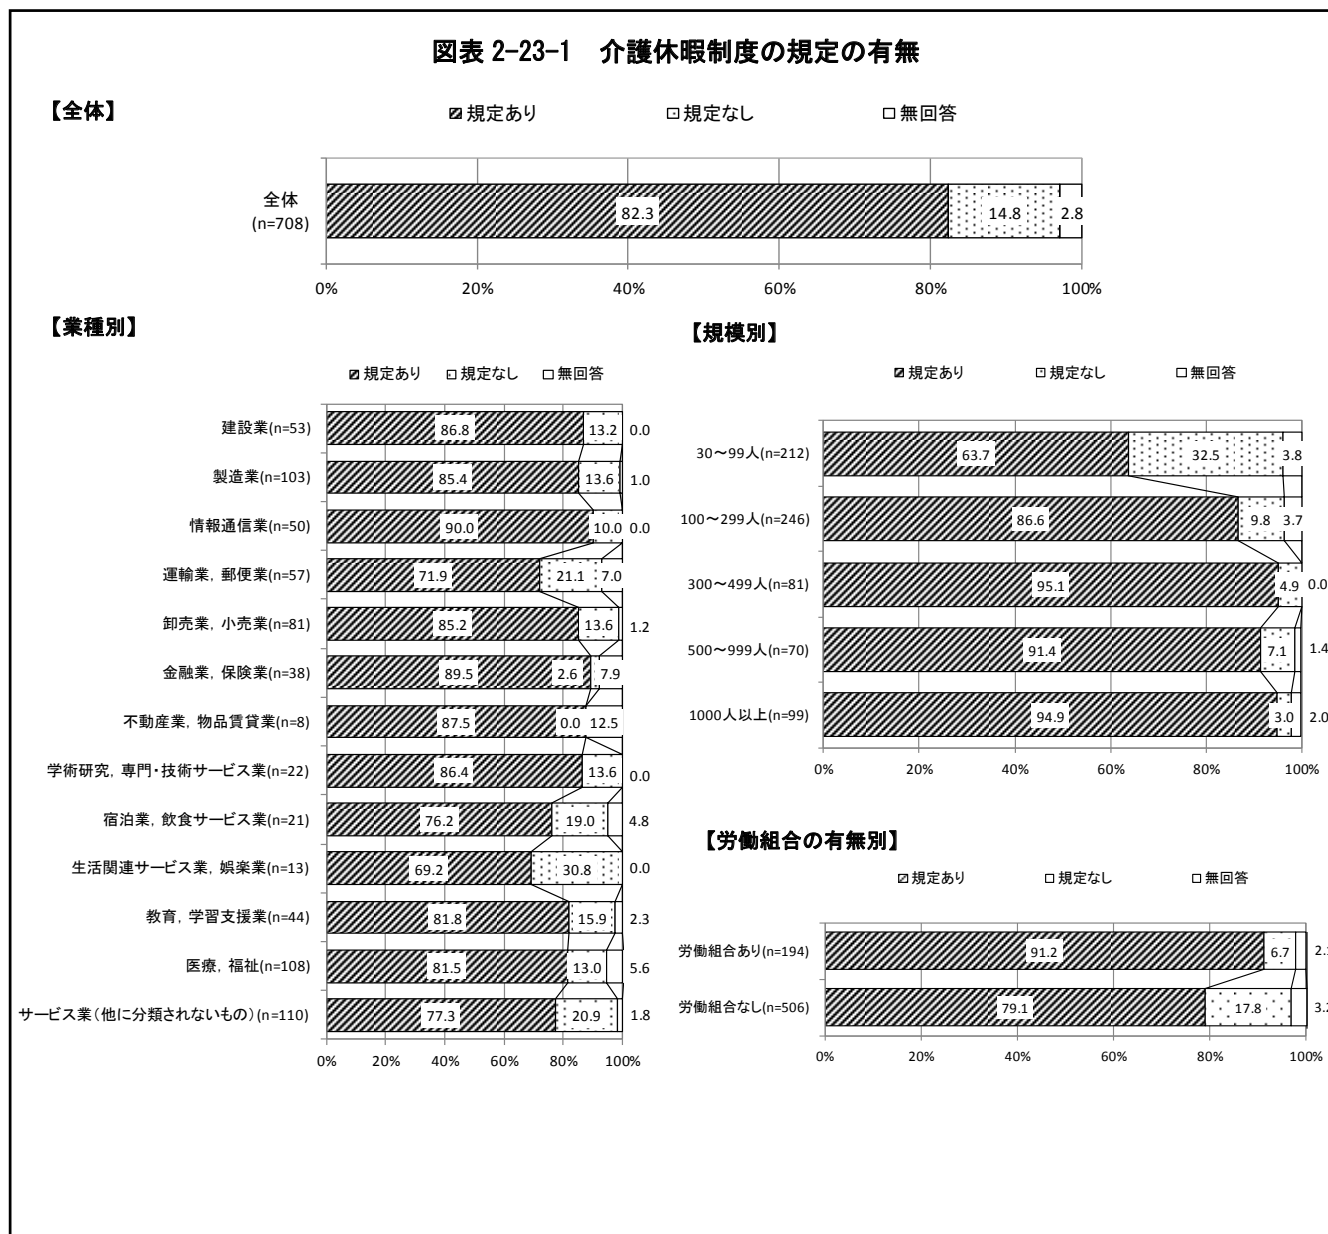 図表 2-23-1　介護休暇制度の規定の有無
【全体】
規定あり 規定なし 無回答
全体
(n=708)
82.3 14.8 2.8
0% 20% 40% 60% 80% 100%
【業種別】
規定あり 規定なし 無回答
建設業(n=53) 86.8 13.2 0.0
製造業(n=103) 85.4 13.6 1.0
情報通信業(n=50) 90.0 10.0 0.0
運輸業，郵便業(n=57) 71.9 21.1 7.0
卸売業，小売業(n=81) 85.2 13.6 1.2
金融業，保険業(n=38) 89.5 2.6 7.9
不動産業，物品賃貸業(n=8) 87.5 0.0 12.5
学術研究，専門・技術サービス業(n=22) 86.4 13.6 0.0
宿泊業，飲食サービス業(n=21) 76.2 19.0 4.8
生活関連サービス業，娯楽業(n=13) 69.2 30.8 0.0
教育，学習支援業(n=44) 81.8 15.9 2.3
医療，福祉(n=108) 81.5 13.0 5.6
サービス業（他に分類されないもの）(n=110) 77.3 20.9 1.8
0% 20% 40% 60% 80% 100%
【規模別】
規定あり 規定なし 無回答
30～99人(n=212) 63.7 32.5 3.8
100～299人(n=246) 86.6 9.8 3.7
300～499人(n=81) 95.1 4.9 0.0
500～999人(n=70) 91.4 7.1 1.4
1000人以上(n=99) 94.9 3.0 2.0
0% 20% 40% 60% 80% 100%
【労働組合の有無別】
規定あり 規定なし 無回答
労働組合あり(n=194) 91.2 6.7
労働組合なし(n=506) 79.1 17.8
0% 20% 40% 60% 80% 100%